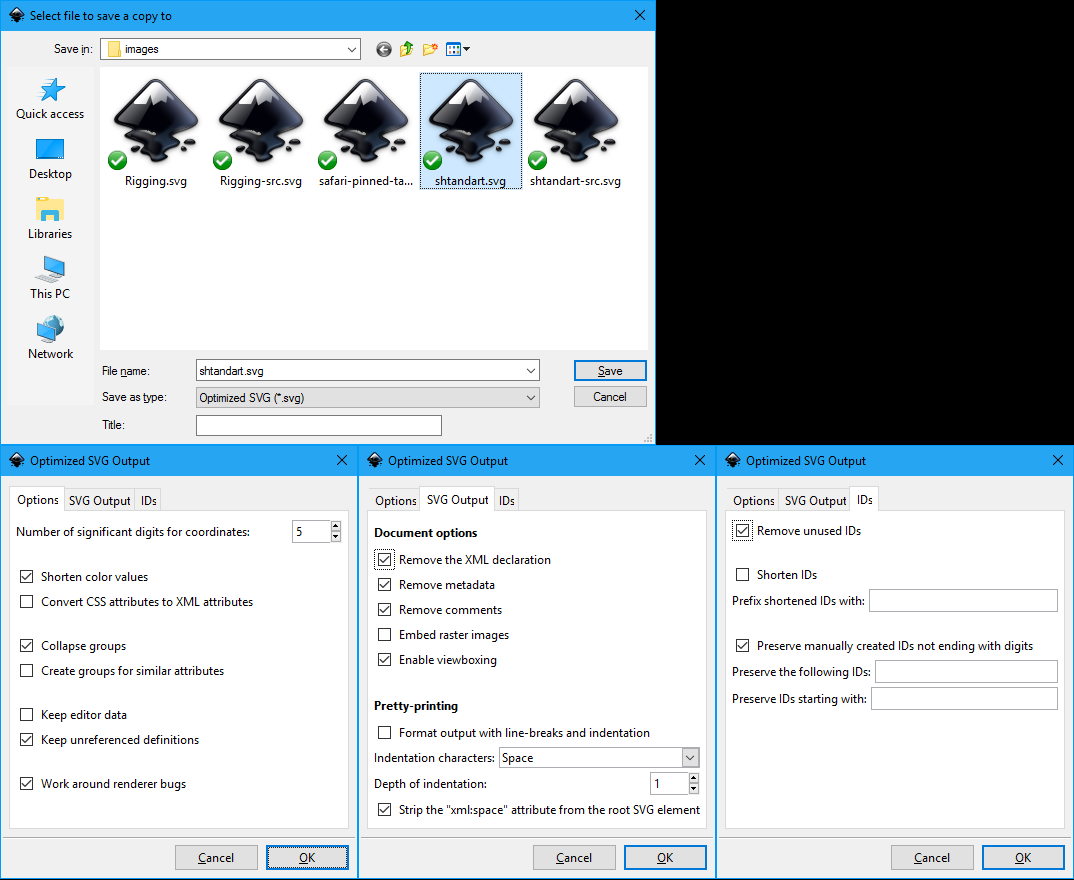 Select file to save a copy to
Save in: images
Quick access
Desktop
Libraries
This PC
Network
Rigging.svg
Rigging-src.svg
safari-pinned-ta...
shtandart.svg
shtandart-src.svg
File name: shtandart.svg
Save
Save as type: Optimized SVG (*.svg)
Cancel
Title:
Optimized SVG Output
Options SVG Output IDs
Number of significant digits for coordinates: 5
Shorten color values
Convert CSS attributes to XML attributes
Collapse groups
Create groups for similar attributes
Keep editor data
Keep unreferenced definitions
Work around renderer bugs
Cancel OK
Optimized SVG Output
Options SVG Output IDs
Document options
Remove the XML declaration
Remove metadata
Remove comments
Embed raster images
Enable viewboxing
Pretty-printing
Format output with line-breaks and indentation
Indentation characters: Space
Depth of indentation: 1
Strip the "xml:space" attribute from the root SVG element
Cancel OK
Optimized SVG Output
Options SVG Output IDs
Remove unused IDs
Shorten IDs
Prefix shortened IDs with:
Preserve manually created IDs not ending with digits
Preserve the following IDs:
Preserve IDs starting with:
Cancel OK